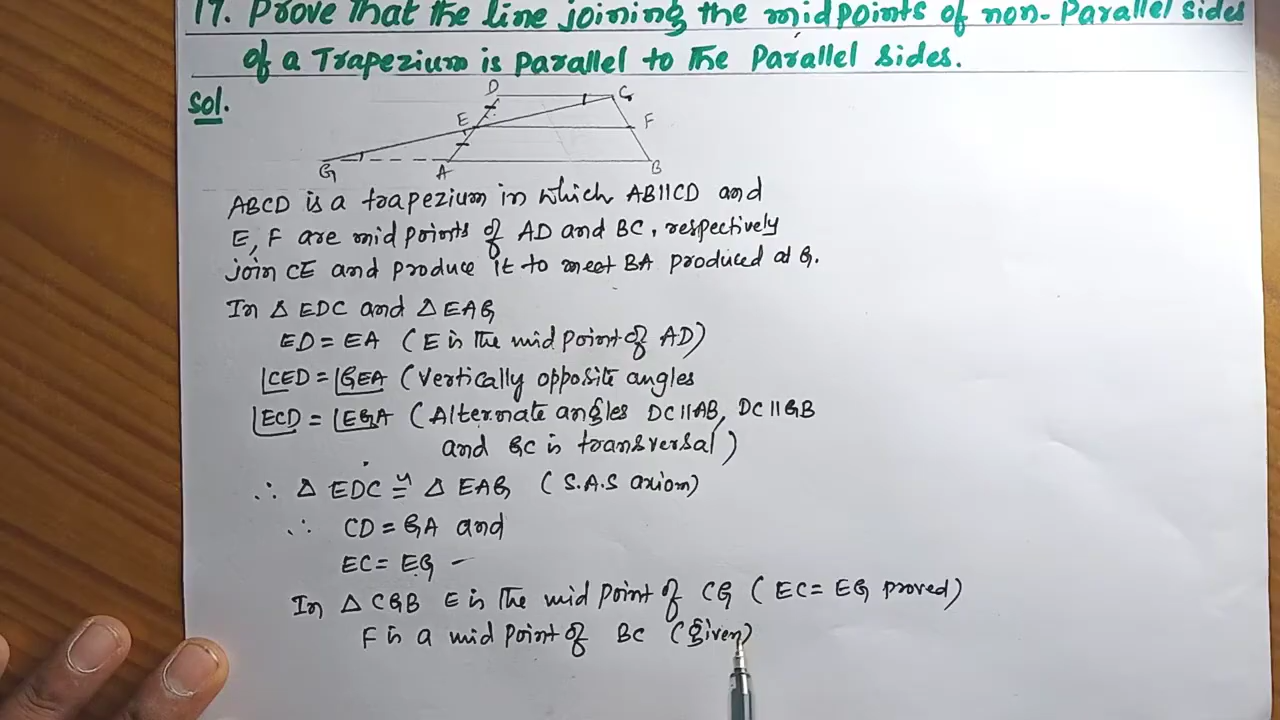 17. Prove that the line joining the midpoints of non-Parallel sides
of a Trapezium is parallel to the Parallel sides.
Sol.
D C
E F
G A B
ABCD is a trapezium in which AB||CD and
E, F are mid points of AD and BC, respectively
join CE and produce it to meet BA produced at G.
In △ EDC and △ EAG
ED = EA (E is the mid point of AD)
∠CED = ∠GEA (Vertically opposite angles
∠ECD = ∠EGA (Alternate angles DC||AB, DC||GB
and GC is transversal)
∴ △ EDC ≅ △ EAG (S.A.S axiom)
∴ CD = GA and
EC = EG –
In △ CGB E is the mid point of CG (EC = EG proved)
F is a mid point of BC (given)